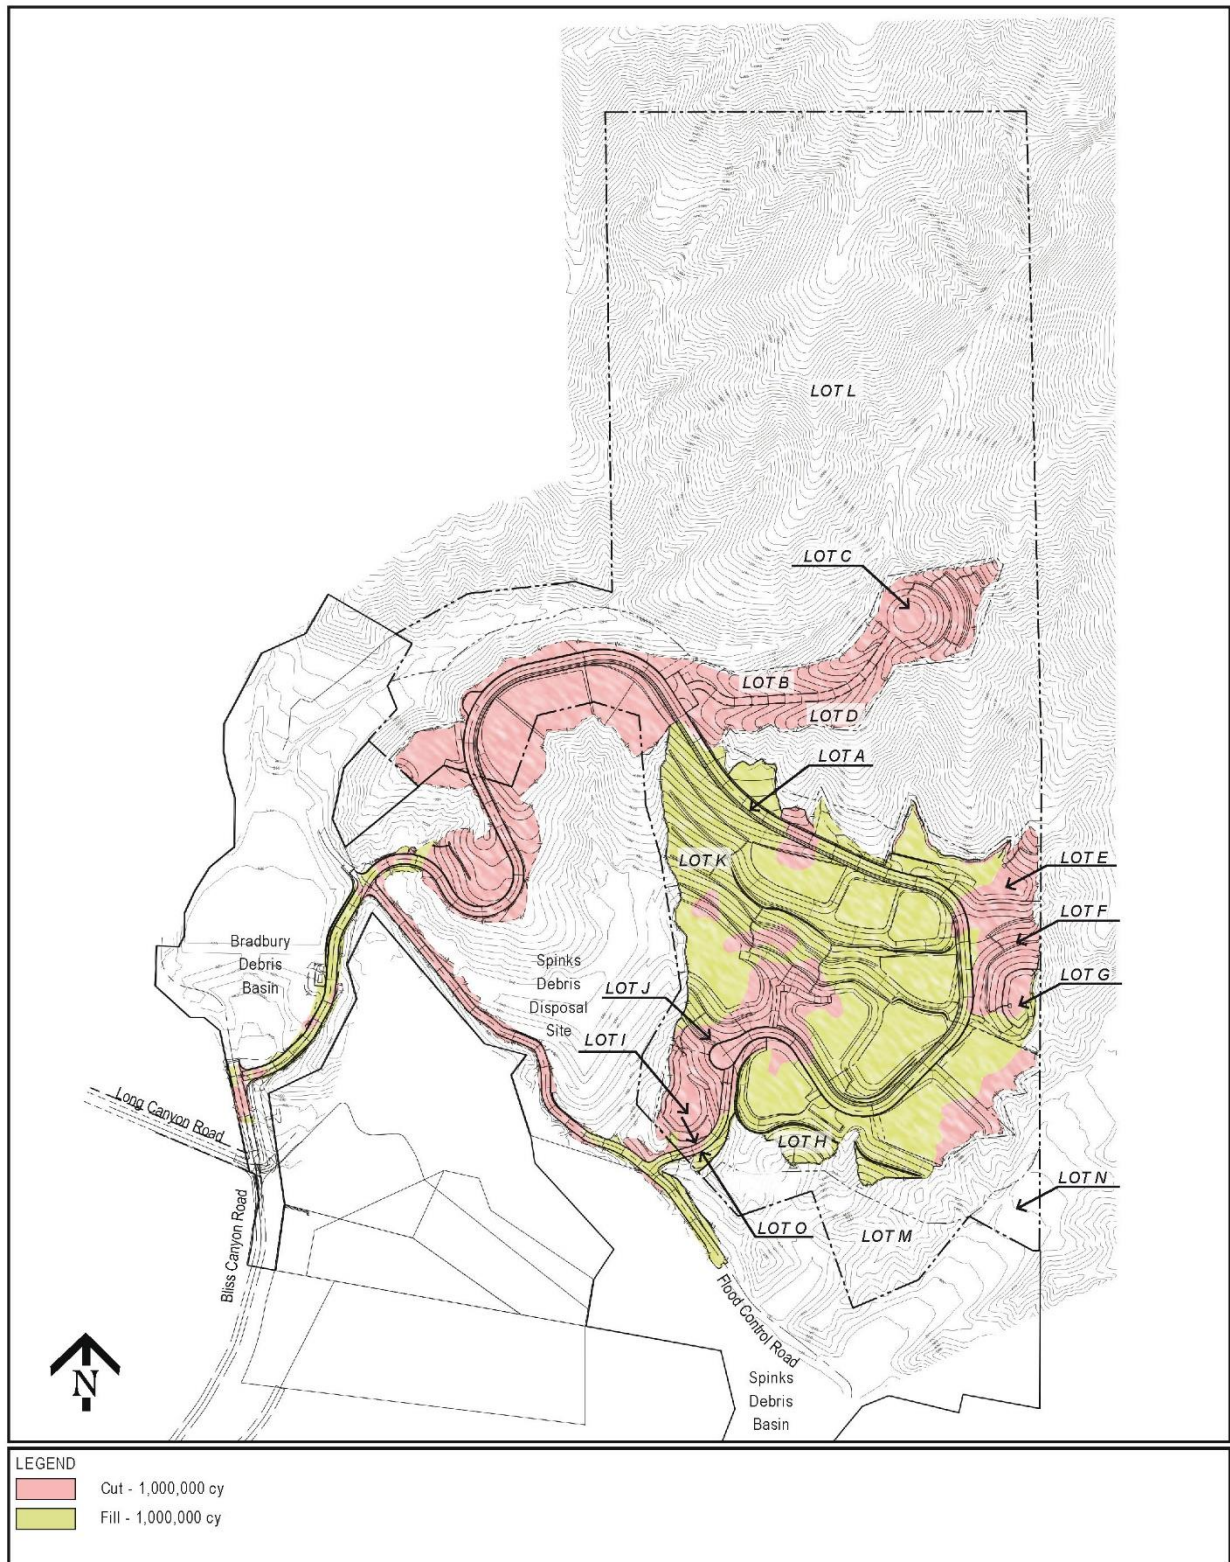 LOT L
LOT C
LOT B
LOT D
LOT A
LOT K
LOT E
LOT F
LOT G
Bradbury
Debris
Basin
Spinks
Debris
Disposal
Site
LOT J
LOT I
Long Canyon Road
LOT H
LOT N
LOT O
LOT M
Bliss Canyon Road
Flood Control Road
Spinks
Debris
Basin
N
LEGEND
Cut - 1,000,000 cy
Fill - 1,000,000 cy